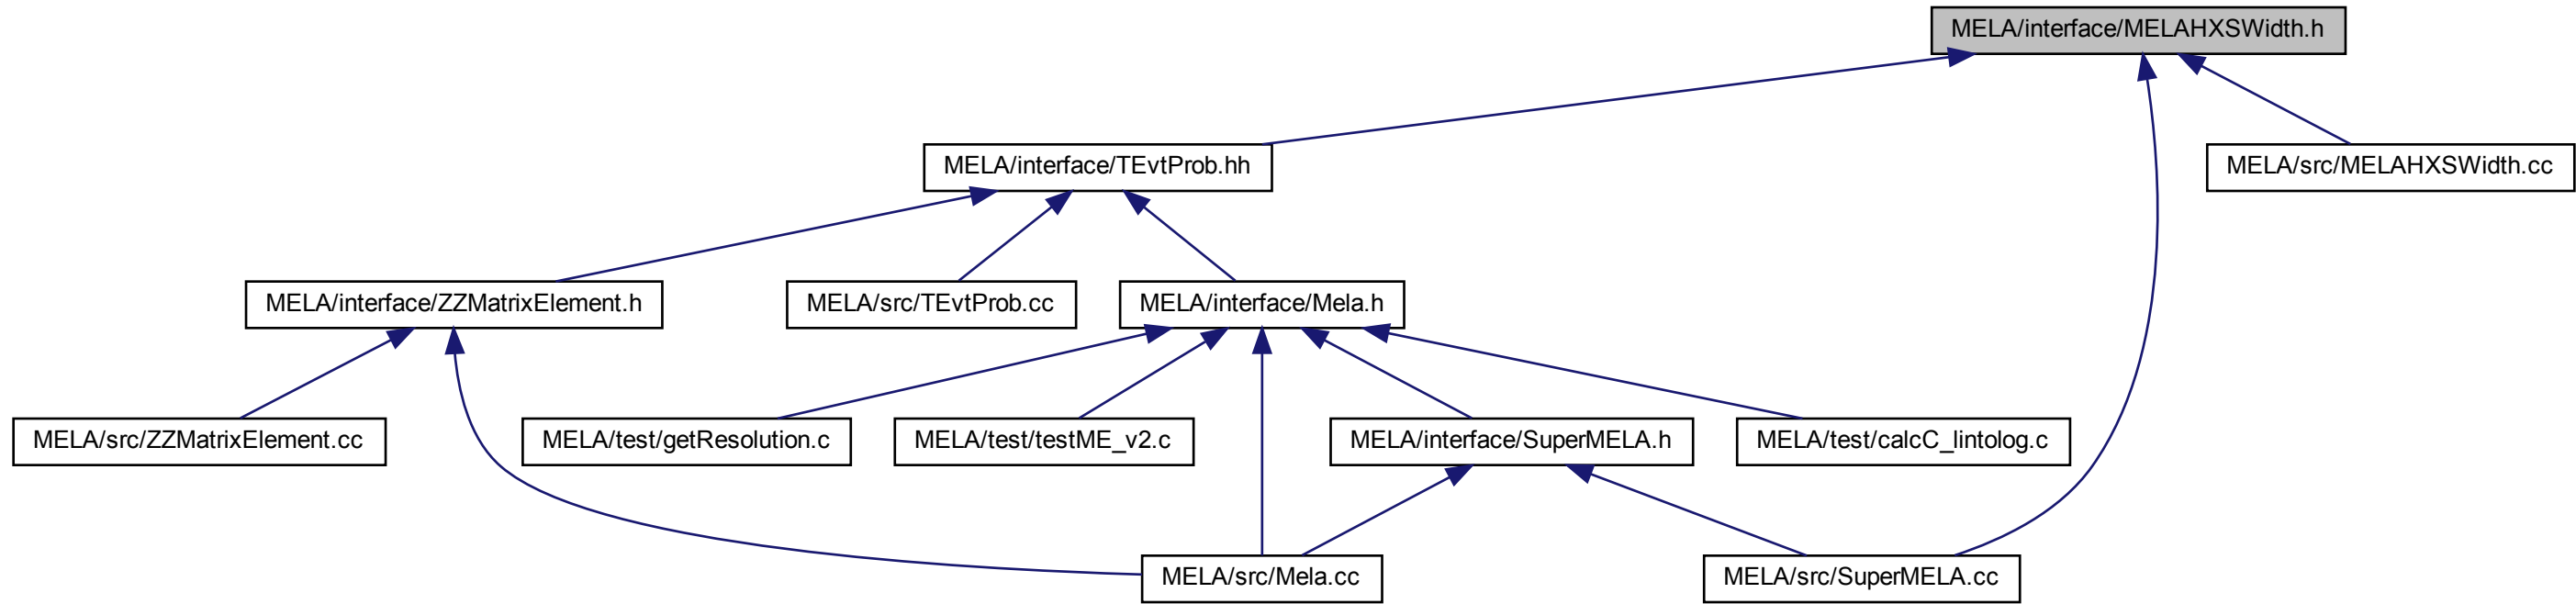 MELA/interface/MELAHXSWidth.h
MELA/interface/TEvtProb.hh
MELA/src/MELAHXSWidth.cc
MELA/interface/ZZMatrixElement.h
MELA/src/TEvtProb.cc
MELA/interface/Mela.h
MELA/src/ZZMatrixElement.cc
MELA/test/getResolution.c
MELA/test/testME_v2.c
MELA/interface/SuperMELA.h
MELA/test/calcC_lintolog.c
MELA/src/Mela.cc
MELA/src/SuperMELA.cc